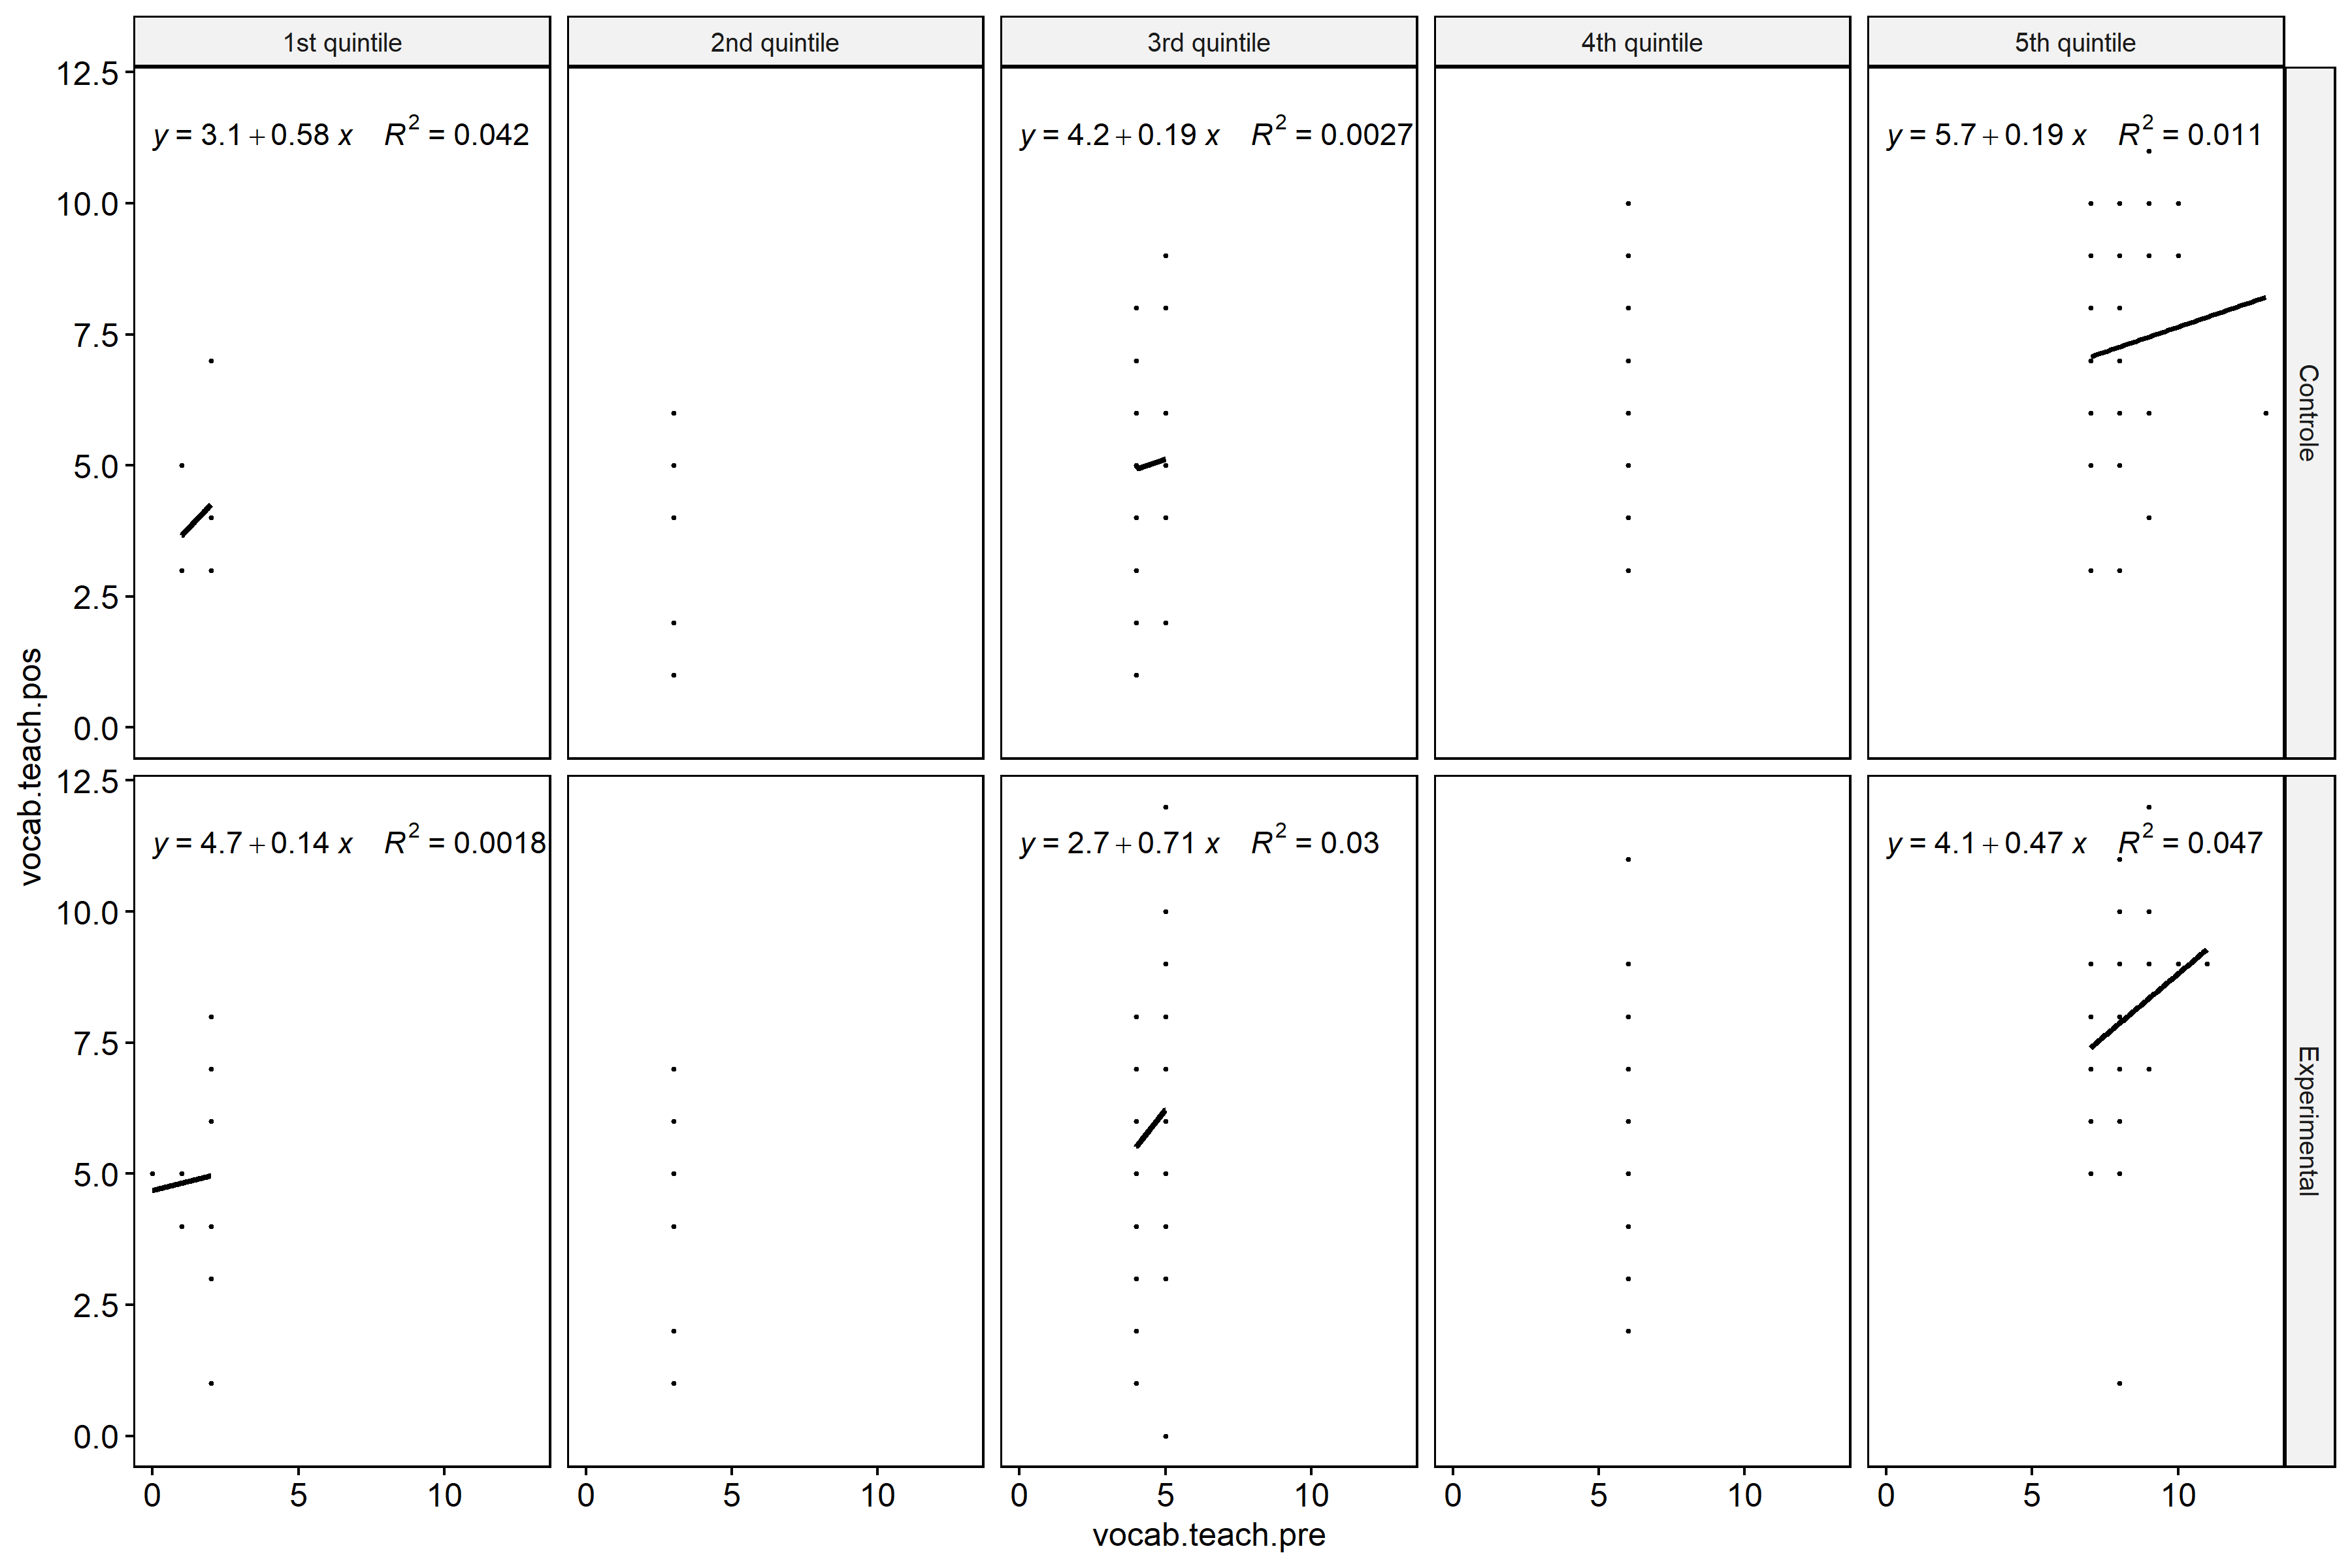 1st quintile 2nd quintile 3rd quintile 4th quintile 5th quintile
12.5
10.0
7.5
5.0
2.5
0.0
y = 3.1 + 0.58 x R² = 0.042
y = 4.2 + 0.19 x R² = 0.0027
y = 5.7 + 0.19 x R² = 0.011
Controle
vocab.teach.pos
12.5
10.0
7.5
5.0
2.5
0.0
y = 4.7 + 0.14 x R² = 0.0018
y = 2.7 + 0.71 x R² = 0.03
y = 4.1 + 0.47 x R² = 0.047
Experimental
0 5 10 0 5 10 0 5 10 0 5 10 0 5 10
vocab.teach.pre